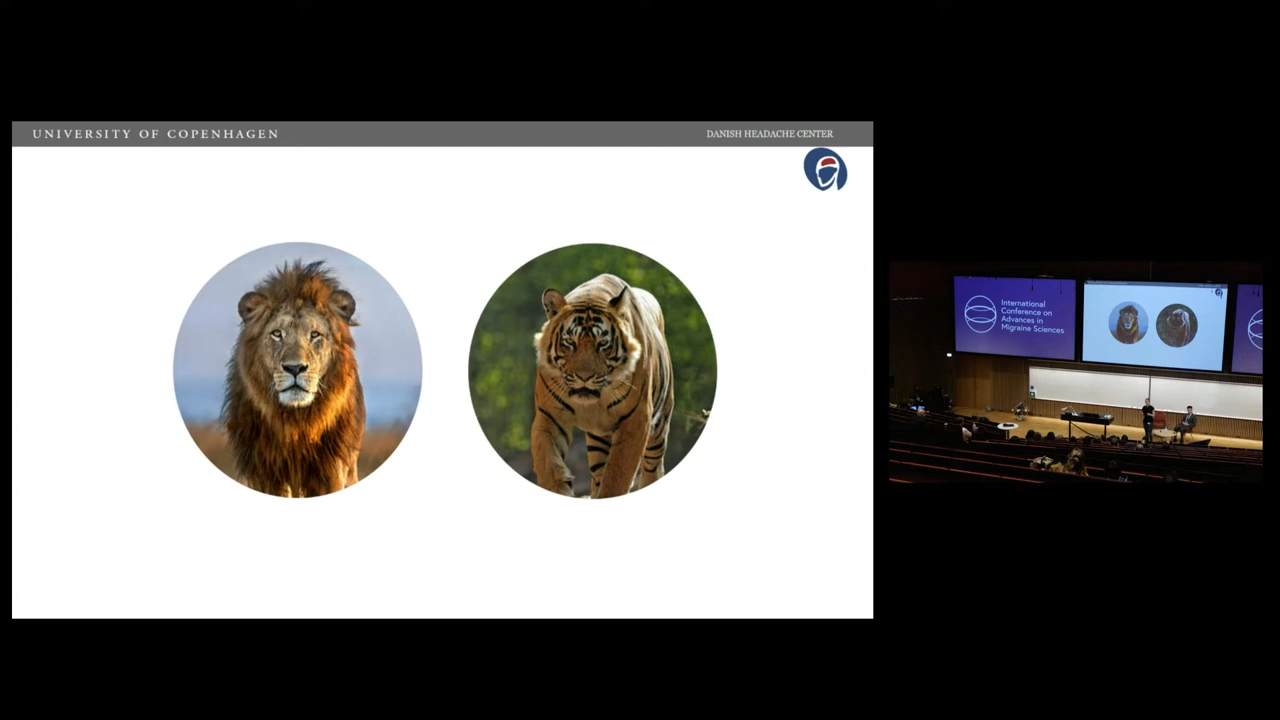 UNIVERSITY OF COPENHAGEN
DANISH HEADACHE CENTER
International
Conference on
Advances in
Migraine Sciences